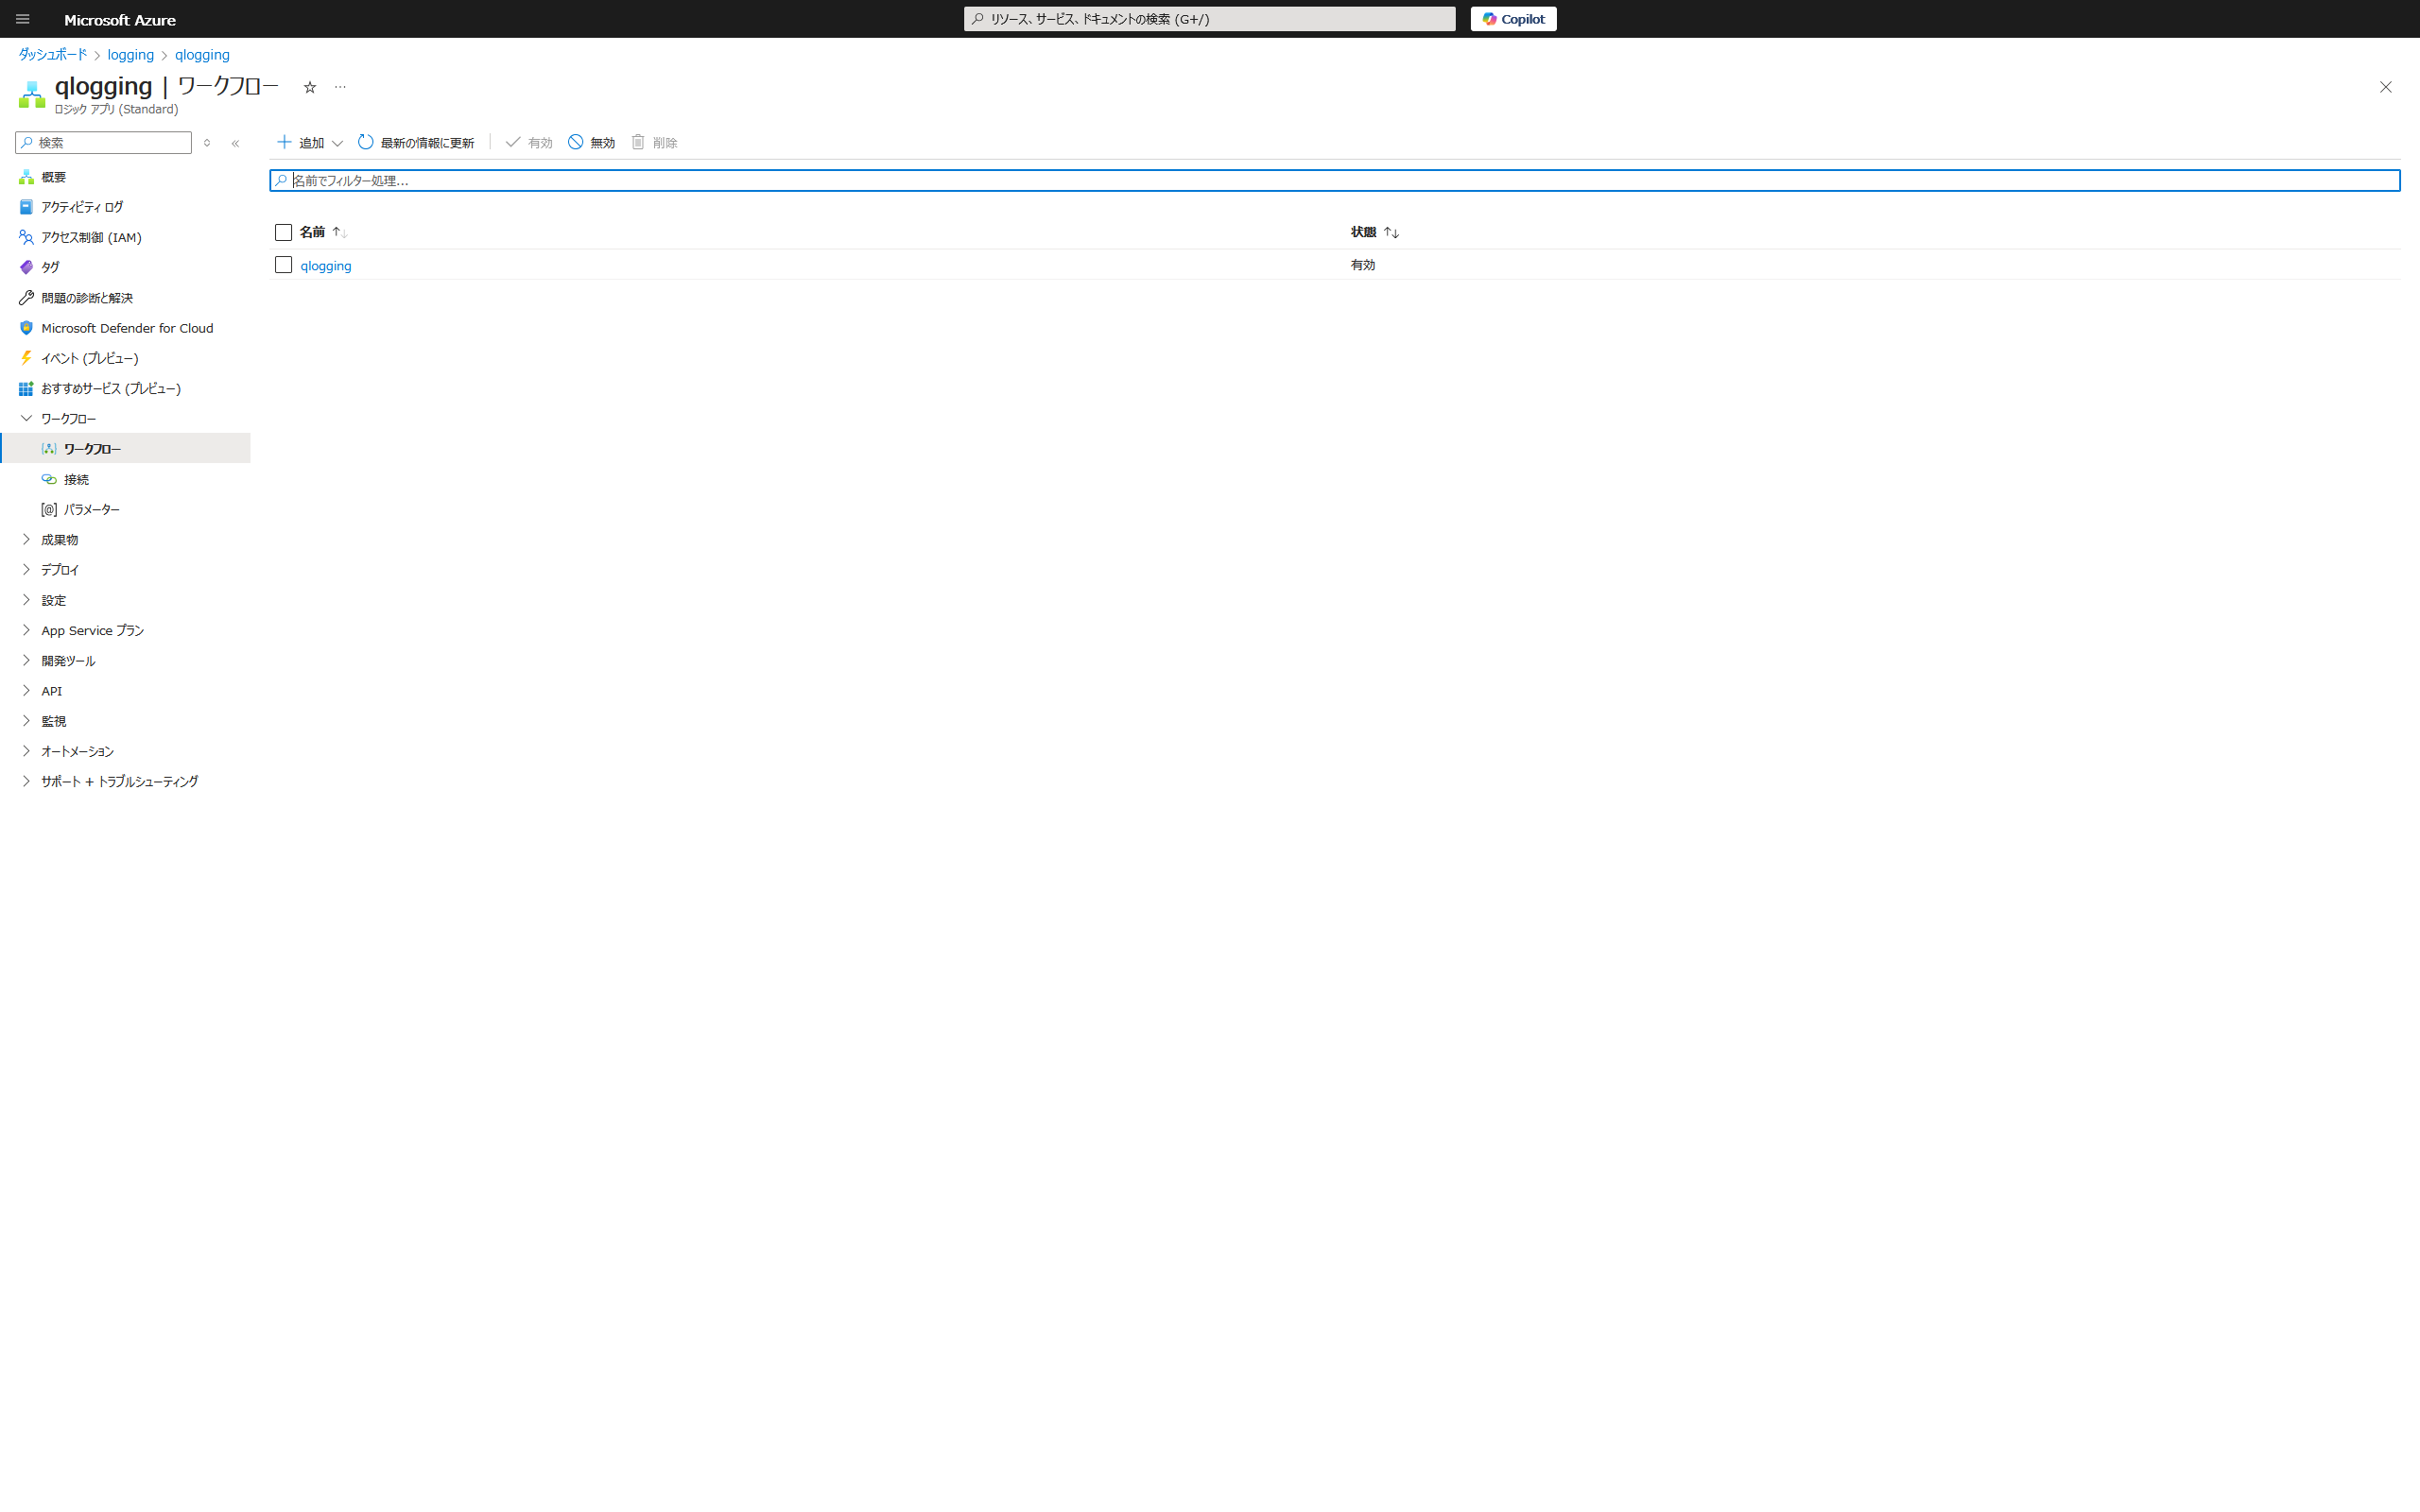 Microsoft Azure
リソース、サービス、ドキュメントの検索 (G+/)
Copilot
ダッシュボード > logging > qlogging
qlogging | ワークフロー
ロジック アプリ (Standard)
検索
追加
最新の情報に更新
有効
無効
削除
名前でフィルター処理...
名前
状態
qlogging
有効
概要
アクティビティ ログ
アクセス制御 (IAM)
タグ
問題の診断と解決
Microsoft Defender for Cloud
イベント (プレビュー)
おすすめサービス (プレビュー)
ワークフロー
ワークフロー
接続
[@] パラメーター
成果物
デプロイ
設定
App Service プラン
開発ツール
API
監視
オートメーション
サポート + トラブルシューティング